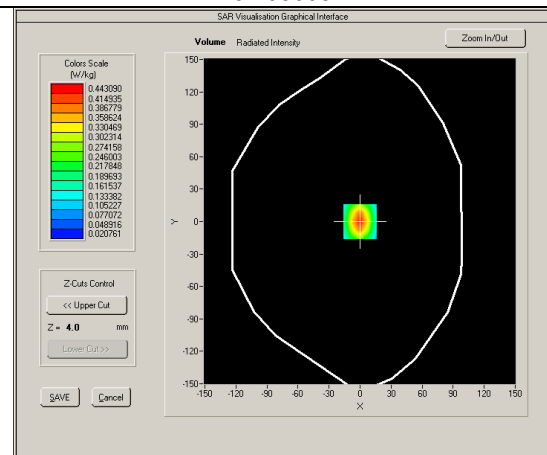 SAR Visualisation Graphical Interface
Volume Radiated Intensity
Zoom In/Out
Colors Scale
(W/kg)
0.443090
0.414935
0.386779
0.358624
0.330469
0.302314
0.274158
0.246003
0.217848
0.189693
0.161537
0.133382
0.105227
0.077072
0.048916
0.020761
Z-Cuts Control
<< Upper Cut
Z = 4.0 mm
Lower Cut >>
SAVE
Cancel
150
120
90
60
30
0
-30
-60
-90
-120
-150
Y
-150 -120 -90 -60 -30 0 30 60 90 120 150
X